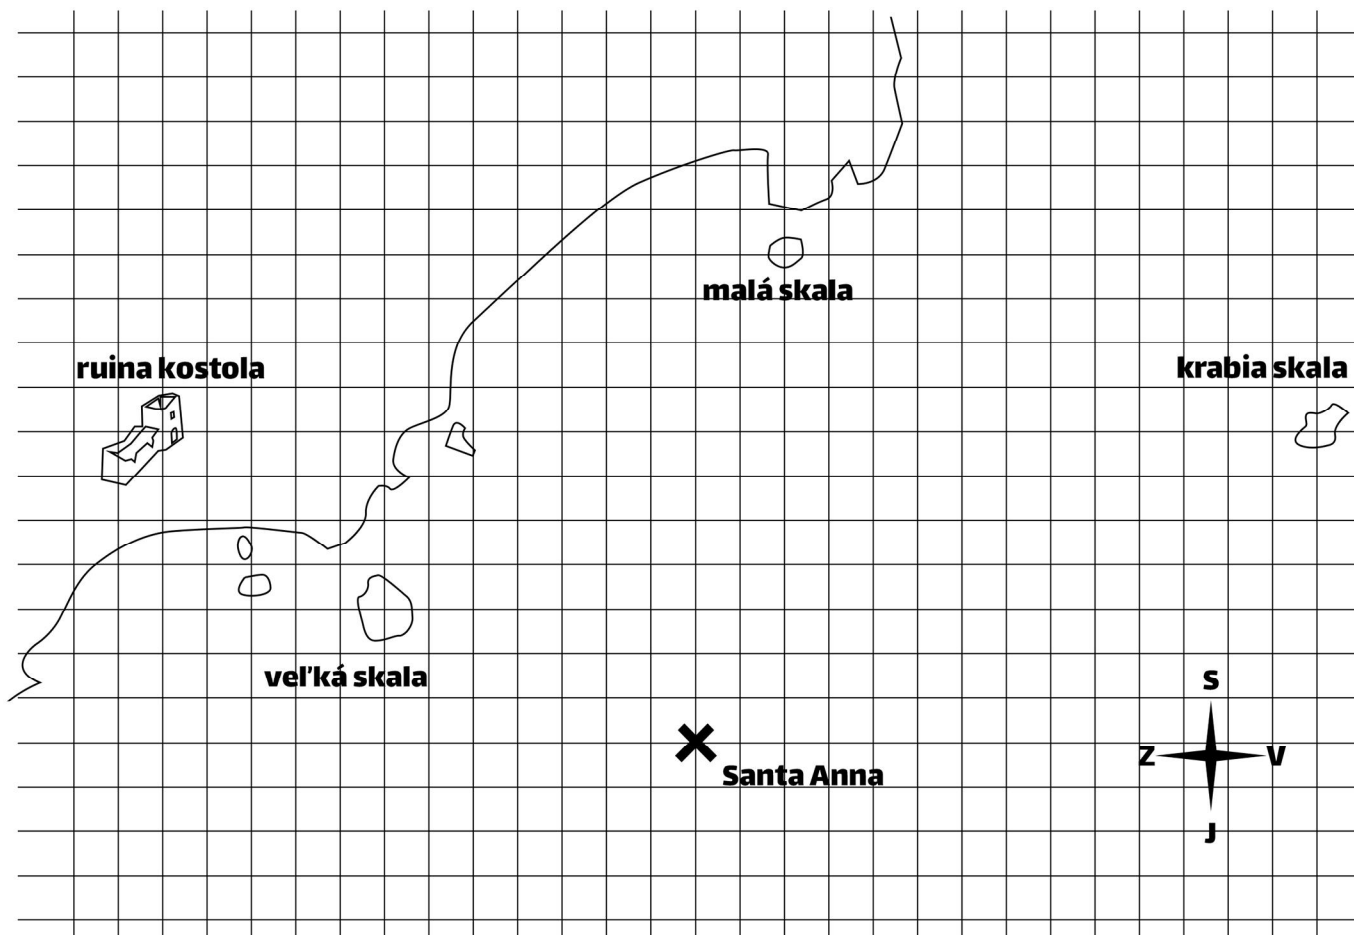 malá skala
ruina kostola
krabia skala
veľká skala
S
Z
V
Santa Anna
J